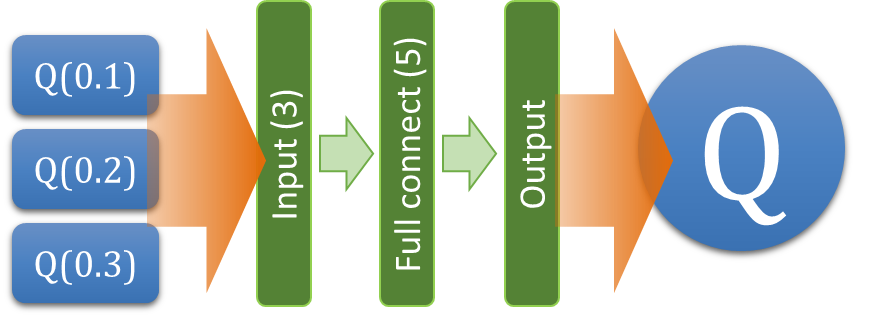 Q(0.1)
Q(0.2)
Q(0.3)
Input (3)
Full connect (5)
Output
Q